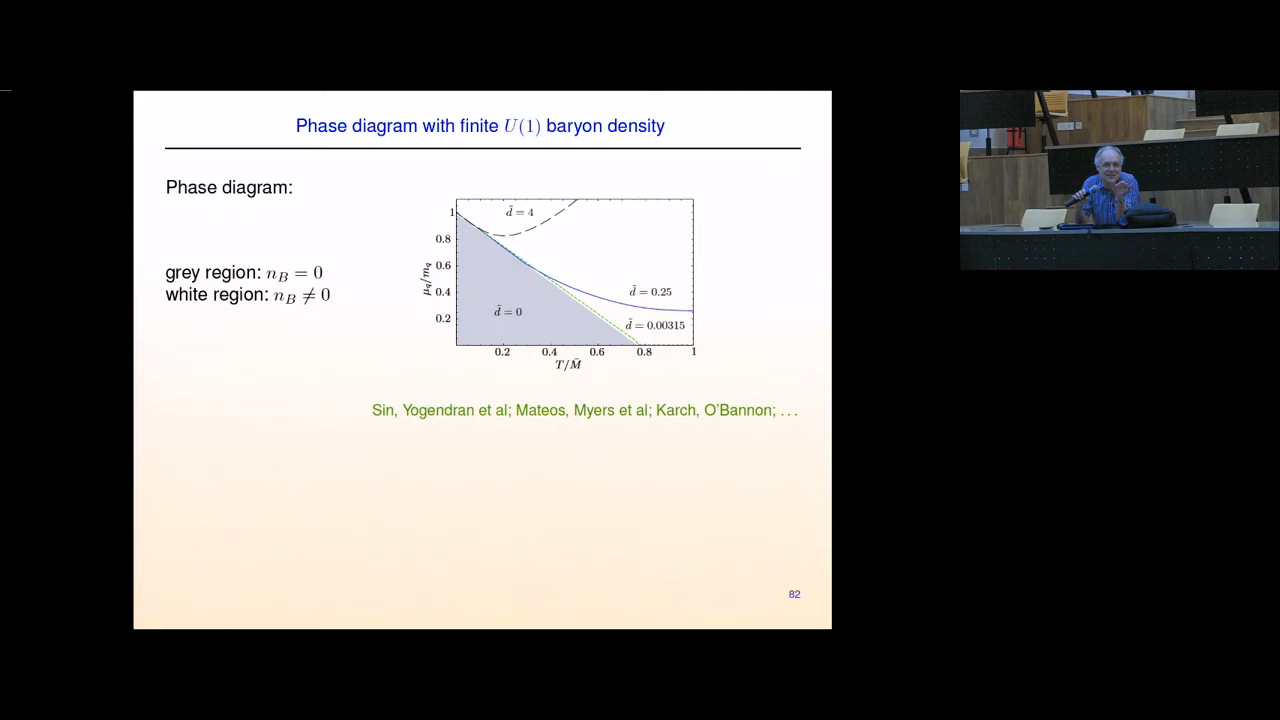 Phase diagram with finite U(1) baryon density
Phase diagram:
grey region: n_B = 0
white region: n_B ≠ 0
1
0.8
0.6
0.4
0.2
μ_q/m_q
d̃ = 4
d̃ = 0.25
d̃ = 0
d̃ = 0.00315
0.2 0.4 0.6 0.8 1
T/M̄
Sin, Yogendran et al; Mateos, Myers et al; Karch, O'Bannon; . . .
82